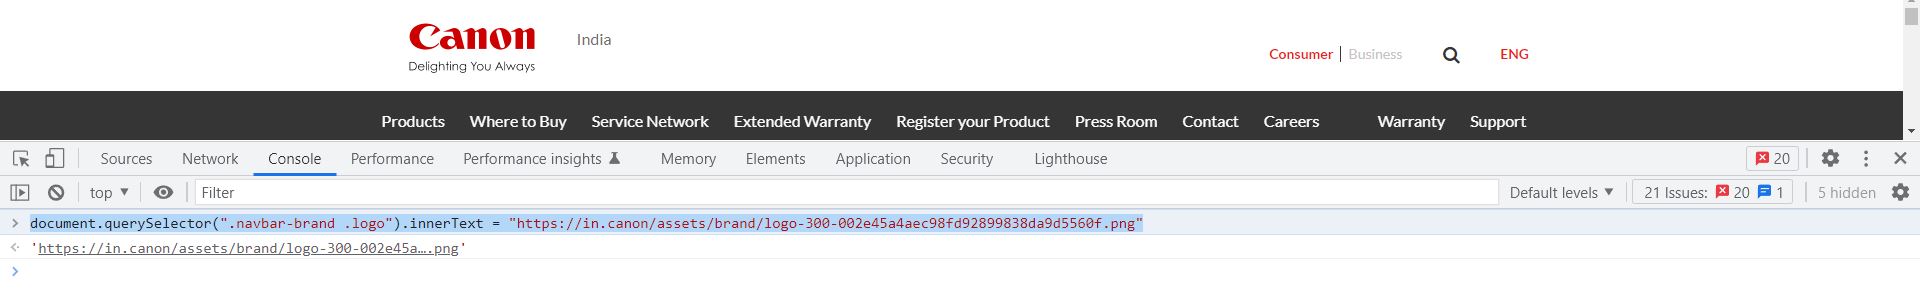 Canon
Delighting You Always
India
Consumer | Business
ENG
Products Where to Buy Service Network Extended Warranty Register your Product Press Room Contact Careers Warranty Support
Sources Network Console Performance Performance insights Memory Elements Application Security Lighthouse 20
top Filter Default levels 21 Issues: 20 1 5 hidden
document.querySelector(".navbar-brand .logo").innerText = "https://in.canon/assets/brand/logo-300-002e45a4aec98fd92899838da9d5560f.png"
'https://in.canon/assets/brand/logo-300-002e45a….png'